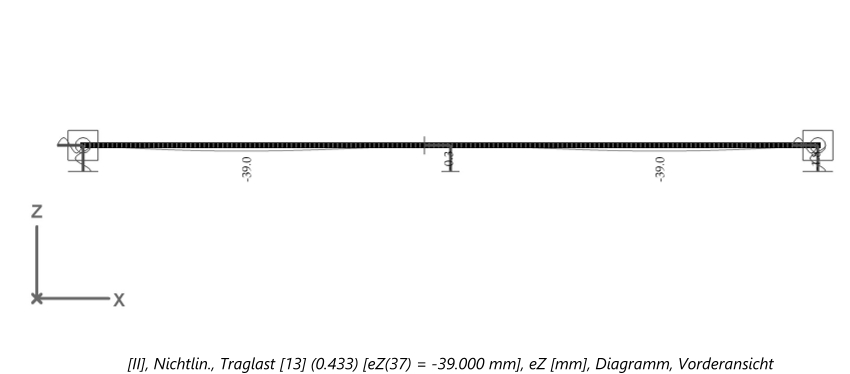 -39.0
-39.0
Z
X
[II], Nichtlin., Traglast [13] (0.433) [eZ(37) = -39.000 mm], eZ [mm], Diagramm, Vorderansicht